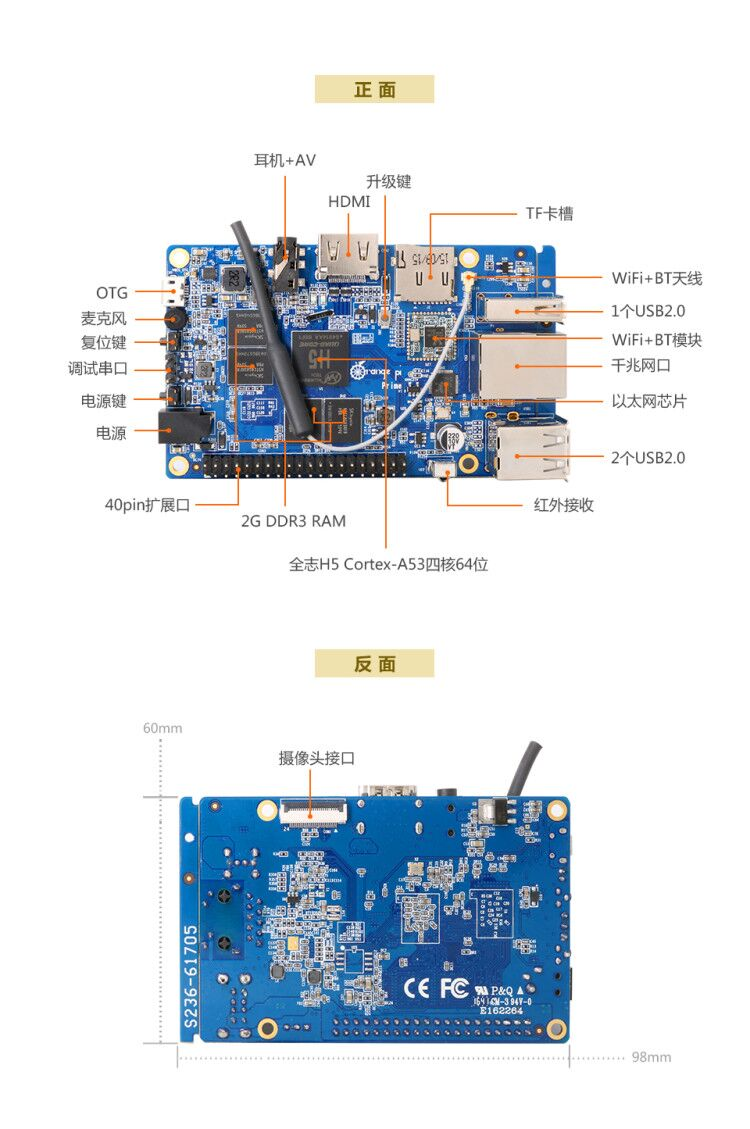 正面
耳机+AV
升级键
HDMI
TF卡槽
OTG
WiFi+BT天线
麦克风
1个USB2.0
复位键
WiFi+BT模块
调试串口
千兆网口
电源键
以太网芯片
电源
2个USB2.0
40pin扩展口
2G DDR3 RAM
红外接收
全志H5 Cortex-A53四核64位
H5
Orange Pi
Prime
反面
60mm
摄像头接口
S236-61705
CE FC P&Q
E162264
98mm